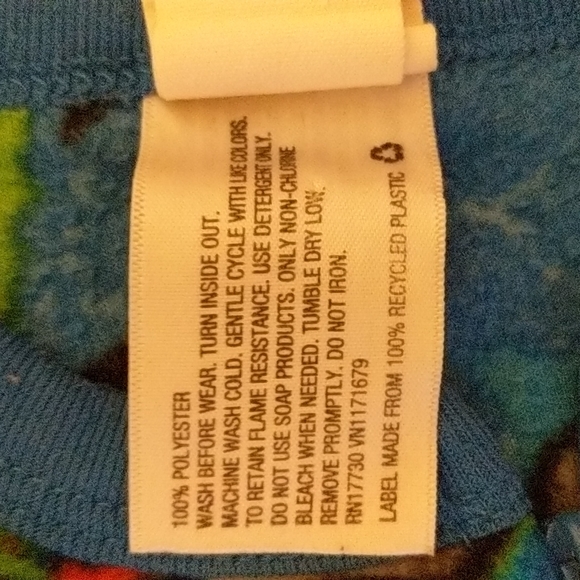 100% POLYESTER
WASH BEFORE WEAR. TURN INSIDE OUT.
MACHINE WASH COLD. GENTLE CYCLE WITH LIKE COLORS.
TO RETAIN FLAME RESISTANCE. USE DETERGENT ONLY.
DO NOT USE SOAP PRODUCTS. ONLY NON-CHLORINE
BLEACH WHEN NEEDED. TUMBLE DRY LOW.
REMOVE PROMPTLY. DO NOT IRON.
RN17730 VN1171679
LABEL MADE FROM 100% RECYCLED PLASTIC